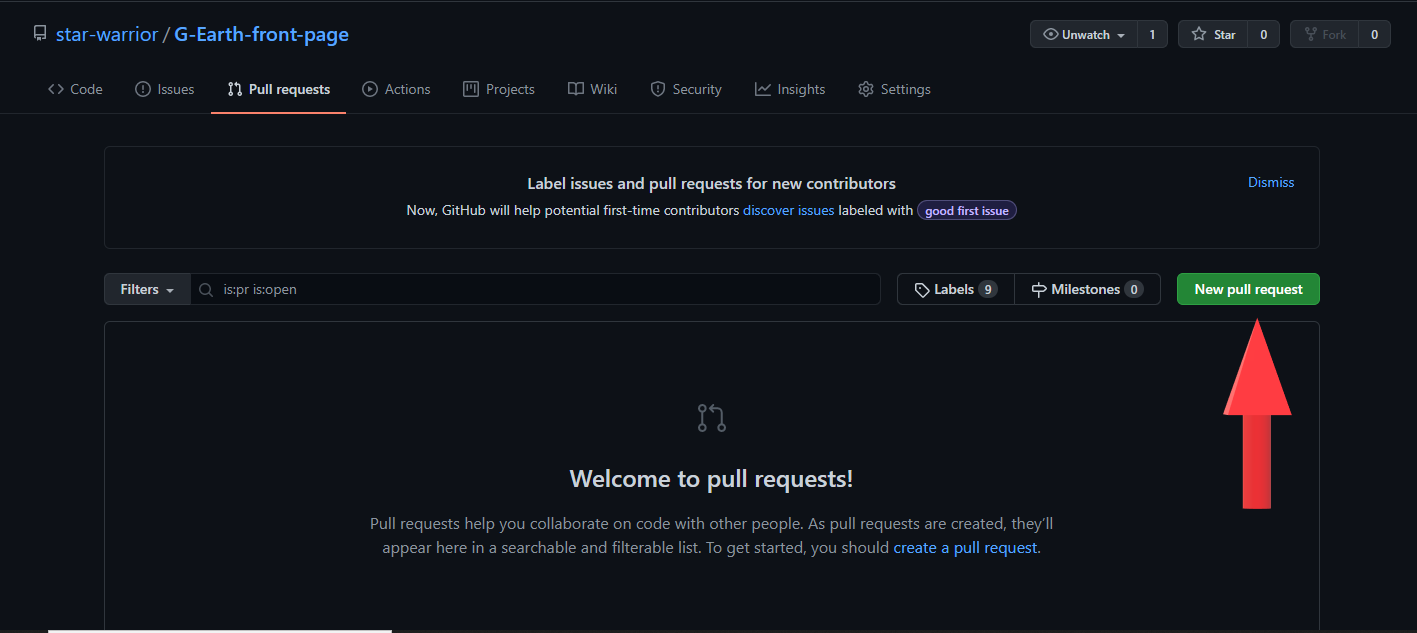 star-warrior / G-Earth-front-page
Unwatch 1 Star 0 Fork 0
Code Issues Pull requests Actions Projects Wiki Security Insights Settings
Label issues and pull requests for new contributors
Dismiss
Now, GitHub will help potential first-time contributors discover issues labeled with good first issue
Filters is:pr is:open Labels 9 Milestones 0 New pull request
Welcome to pull requests!
Pull requests help you collaborate on code with other people. As pull requests are created, they’ll
appear here in a searchable and filterable list. To get started, you should create a pull request.